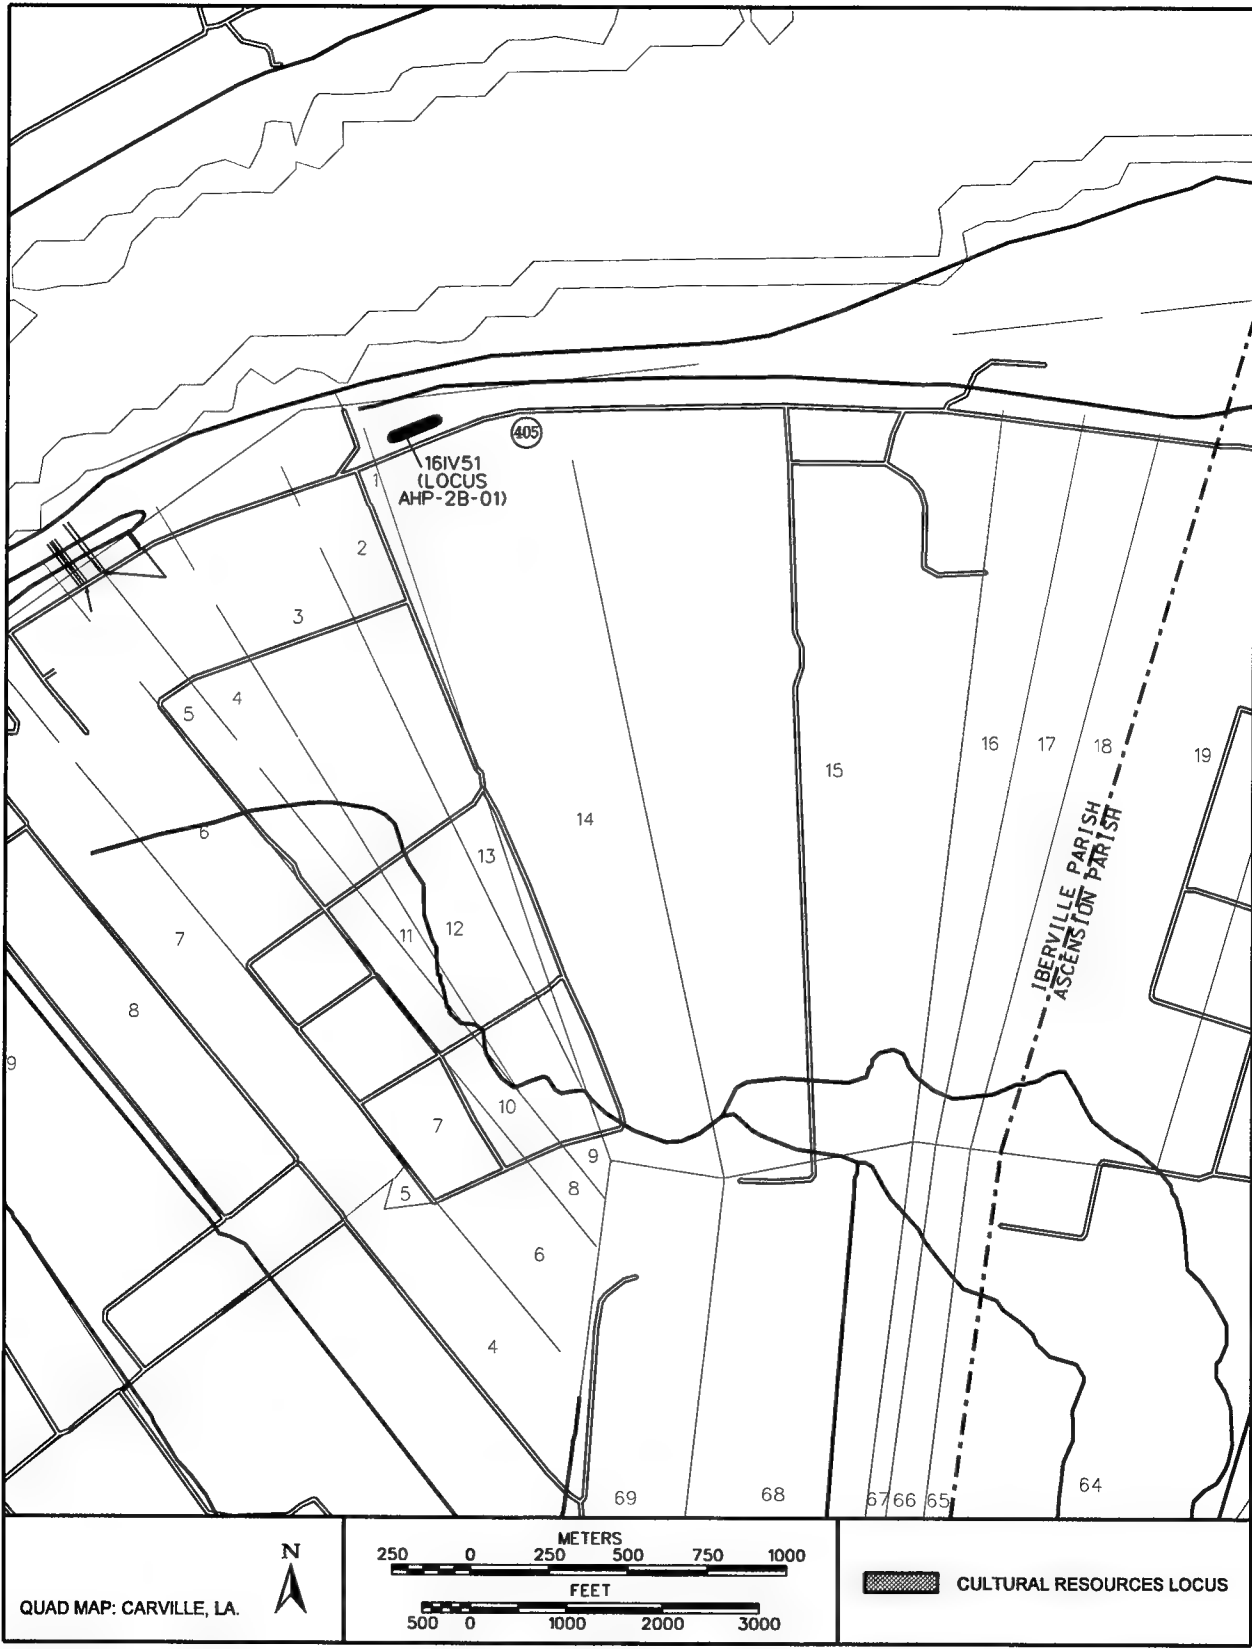 405
16IV51
(LOCUS
AHP-2B-01)
1
2
3
4
5
6
7
8
9
11
12
13
14
15
16
17
18
19
IBERVILLE PARISH
ASCENSION PARISH
10
7
9
8
5
6
4
69
68
67
66
65
64
N
QUAD MAP: CARVILLE, LA.
METERS
250 0 250 500 750 1000
FEET
500 0 1000 2000 3000
CULTURAL RESOURCES LOCUS